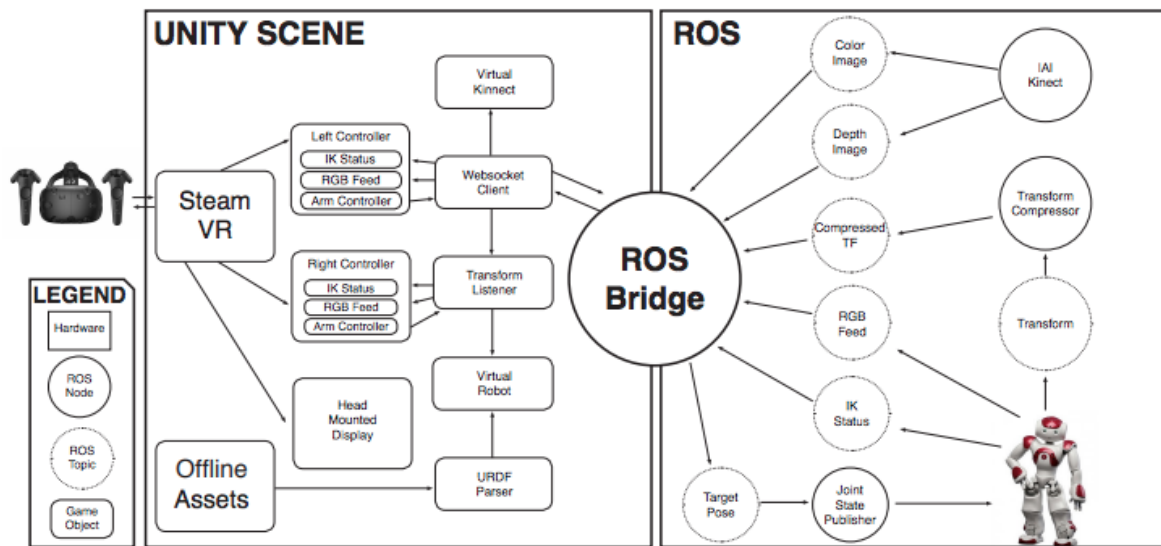 UNITY SCENE
ROS
Virtual
Kinnect
Left Controller
IK Status
RGB Feed
Arm Controller
Websocket
Client
Steam
VR
Right Controller
IK Status
RGB Feed
Arm Controller
Transform
Listener
Virtual
Robot
Head
Mounted
Display
Offline
Assets
URDF
Parser
LEGEND
Hardware
ROS
Node
ROS
Topic
Game
Object
ROS
Bridge
Color
Image
IAI
Kinect
Depth
Image
Transform
Compressor
Compressed
TF
RGB
Feed
Transform
IK
Status
Target
Pose
Joint
State
Publisher